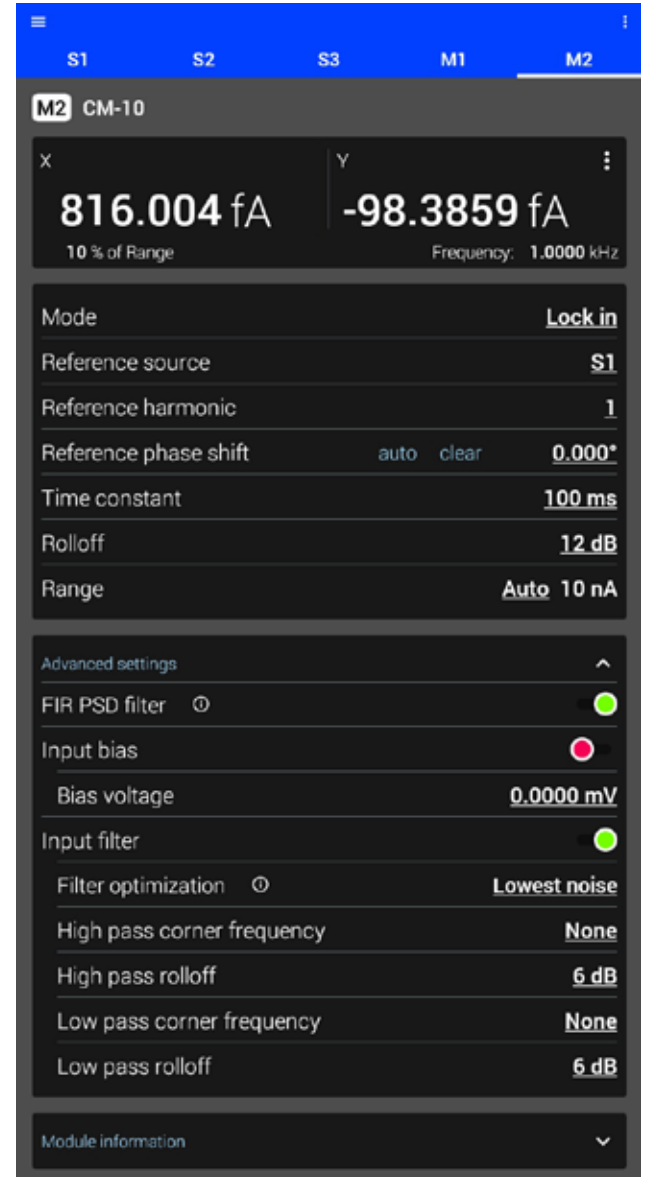 S1 S2 S3 M1 M2
M2 CM-10
X Y
816.004 fA -98.3859 fA
10 % of Range Frequency: 1.0000 kHz
Mode Lock in
Reference source S1
Reference harmonic 1
Reference phase shift auto clear 0.000°
Time constant 100 ms
Rolloff 12 dB
Range Auto 10 nA
Advanced settings
FIR PSD filter
Input bias
Bias voltage 0.0000 mV
Input filter
Filter optimization Lowest noise
High pass corner frequency None
High pass rolloff 6 dB
Low pass corner frequency None
Low pass rolloff 6 dB
Module information